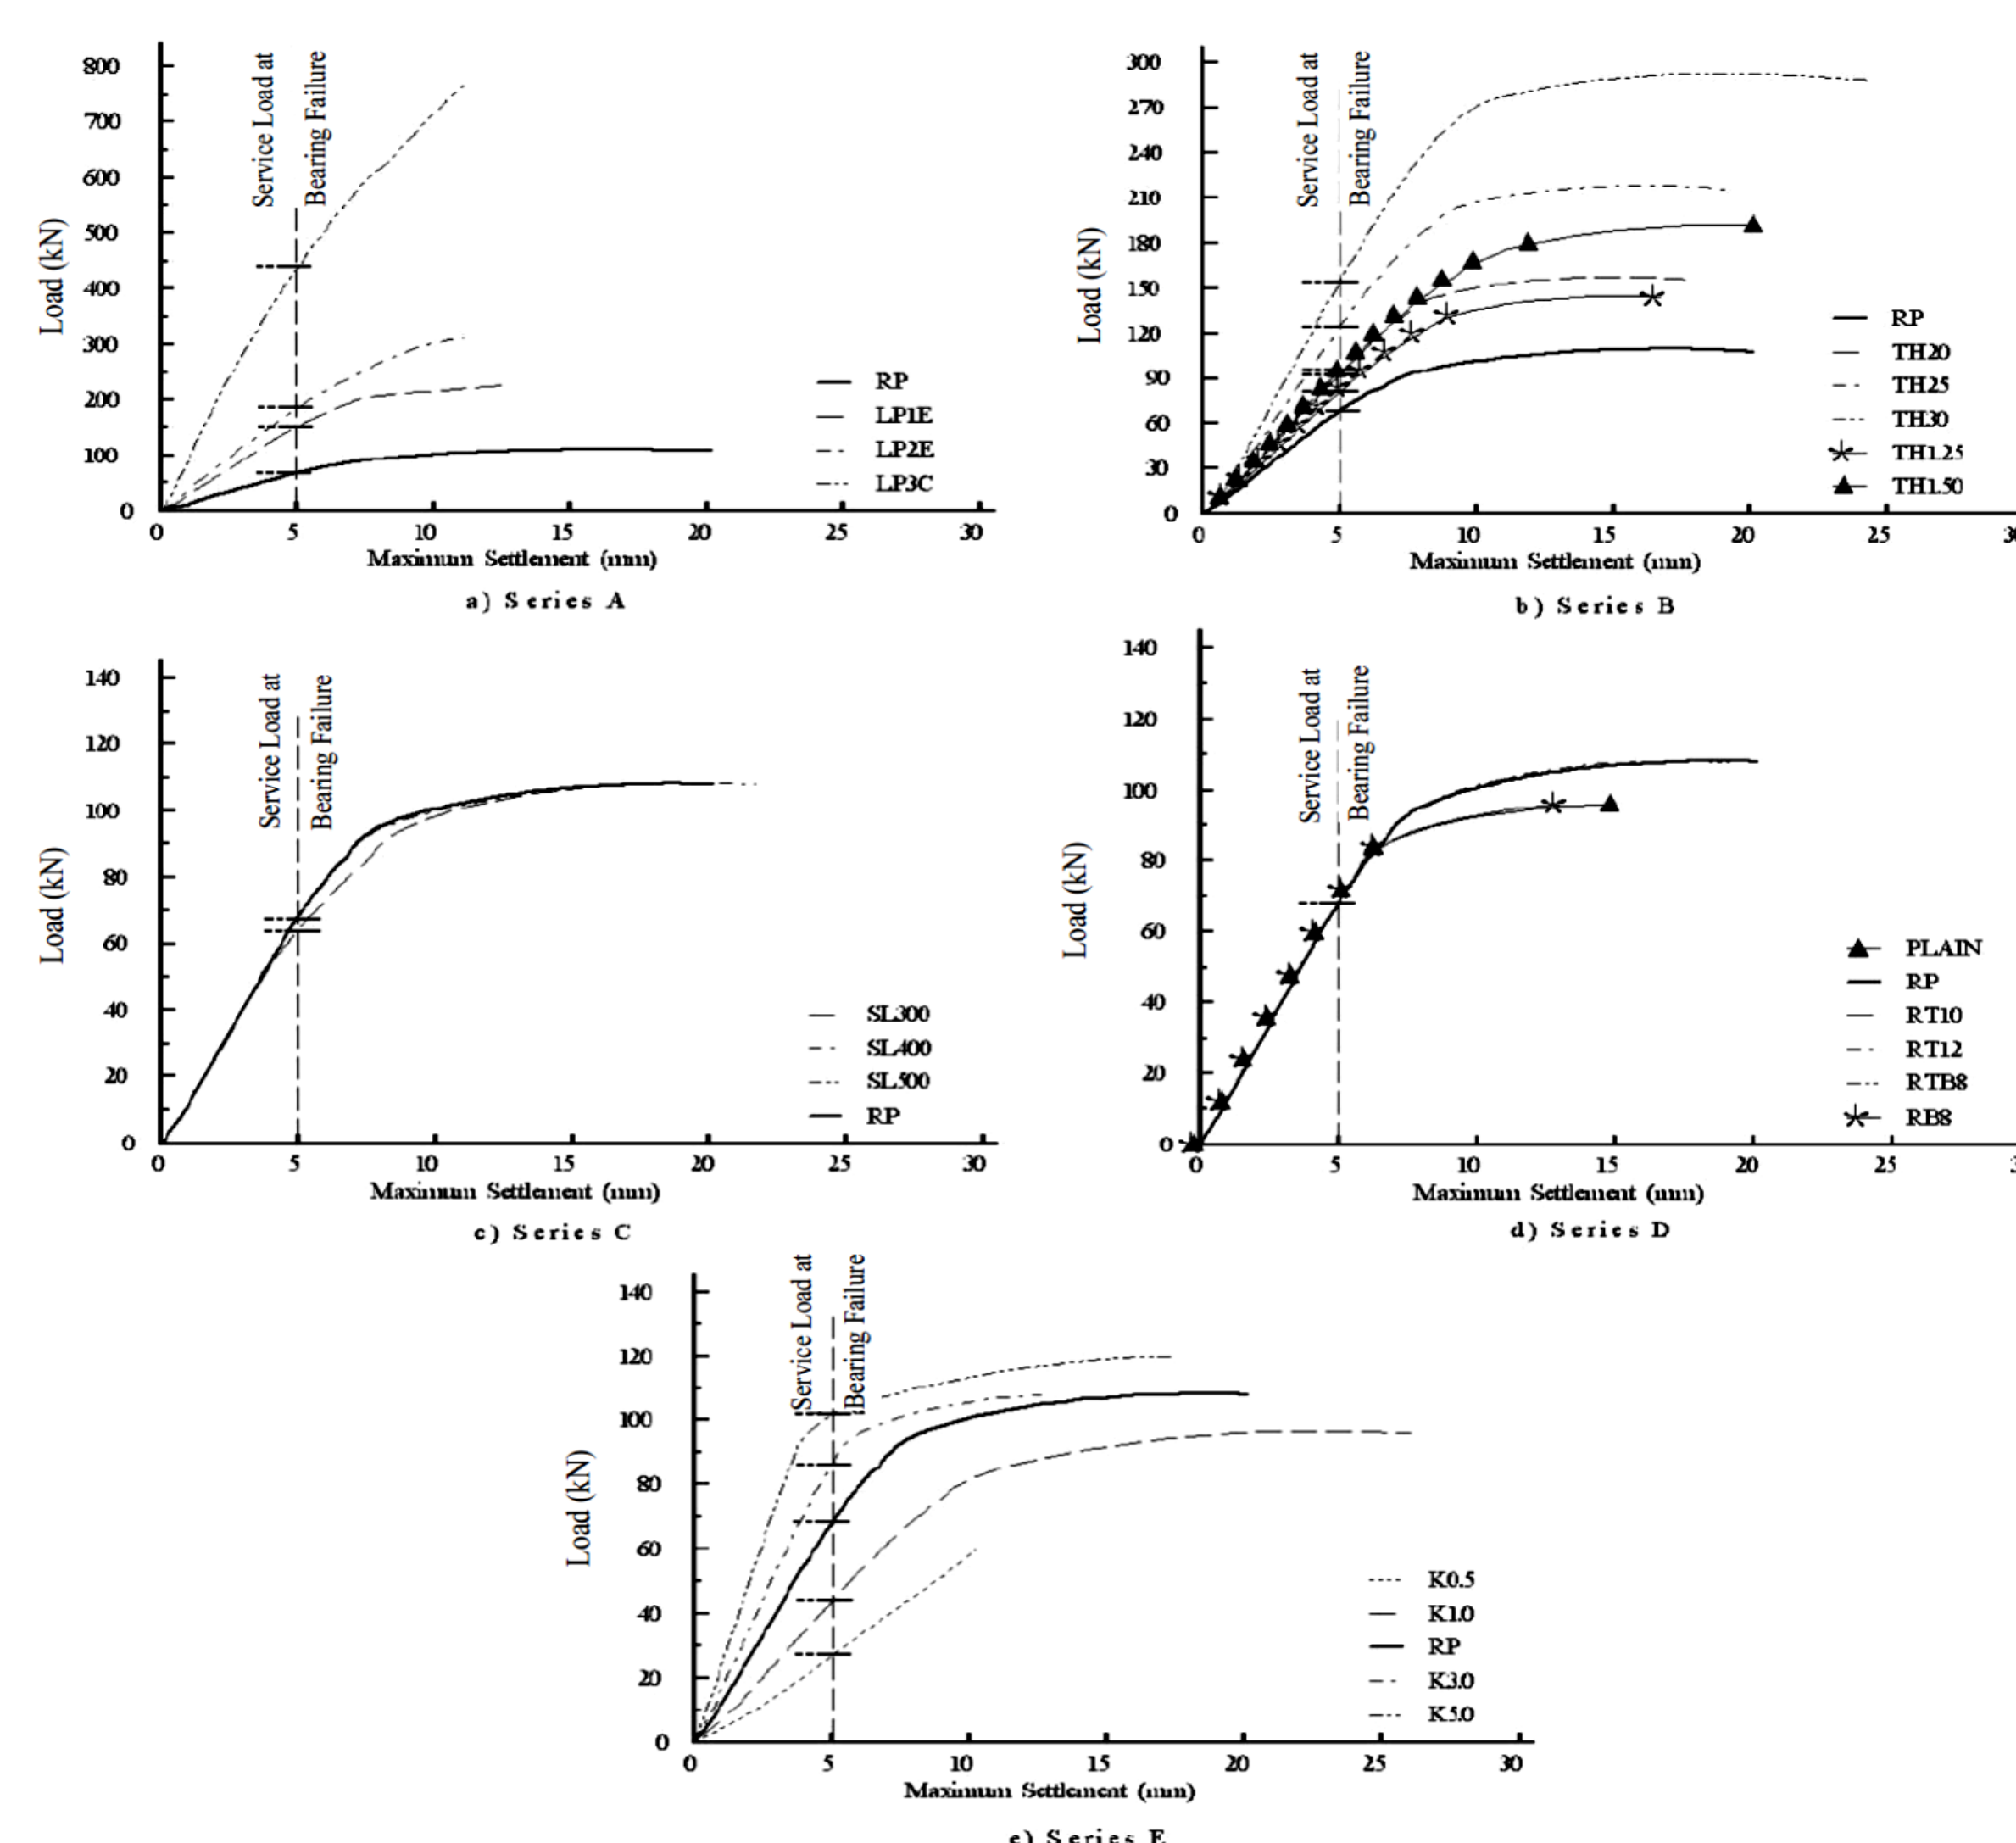 Service Load at
Bearing Failure
Load (kN)
800
700
600
500
400
300
200
100
0
0 5 10 15 20 25 30
Maximum Settlement (mm)
RP
LP1E
LP2E
LP3C
a) Series A
Service Load at
Bearing Failure
Load (kN)
300
270
240
210
180
150
120
90
60
30
0
0 5 10 15 20 25
Maximum Settlement (mm)
RP
TH20
TH25
TH30
TH1.25
TH1.50
b) Series B
Service Load at
Bearing Failure
Load (kN)
140
120
100
80
60
40
20
0
0 5 10 15 20 25 30
Maximum Settlement (mm)
SL300
SL400
SL500
RP
c) Series C
Service Load at
Bearing Failure
Load (kN)
140
120
100
80
60
40
20
0
0 5 10 15 20 25
Maximum Settlement (mm)
PLAIN
RP
RT10
RT12
RTB8
RB8
d) Series D
Service Load at
Bearing Failure
Load (kN)
140
120
100
80
60
40
20
0
0 5 10 15 20 25 30
Maximum Settlement (mm)
K0.5
K1.0
RP
K3.0
K5.0
e) Series E